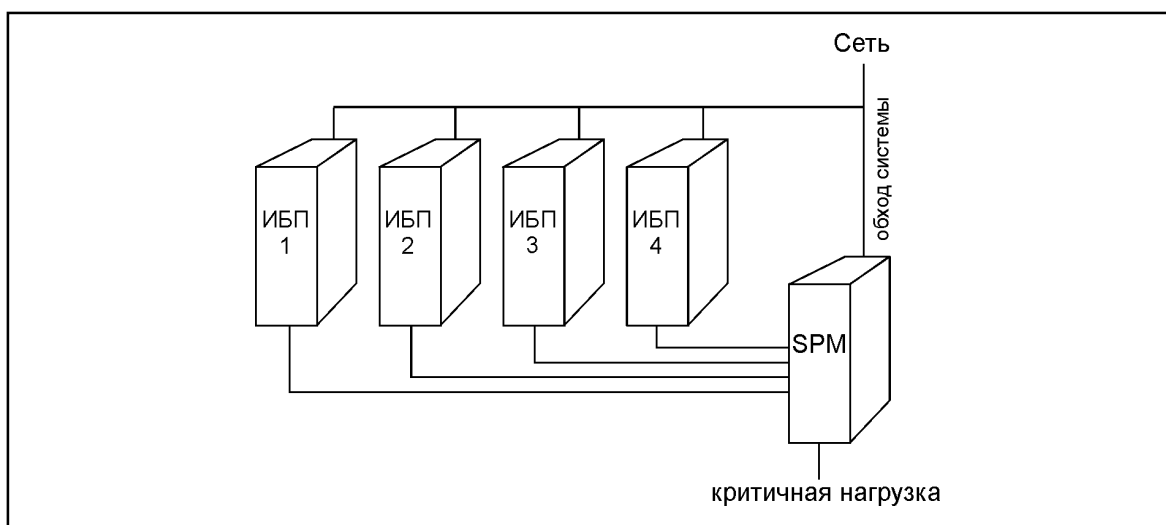 Сеть
обход системы
ИБП
1
ИБП
2
ИБП
3
ИБП
4
SPM
критичная нагрузка